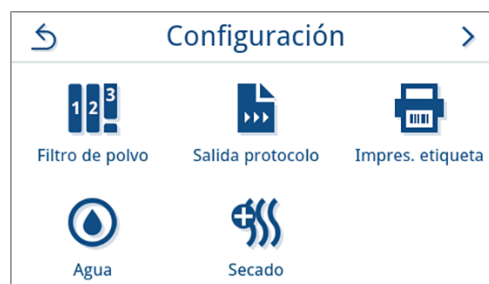 Configuración
1 2 3
Filtro de polvo
Salida protocolo
Impres. etiqueta
Agua
Secado